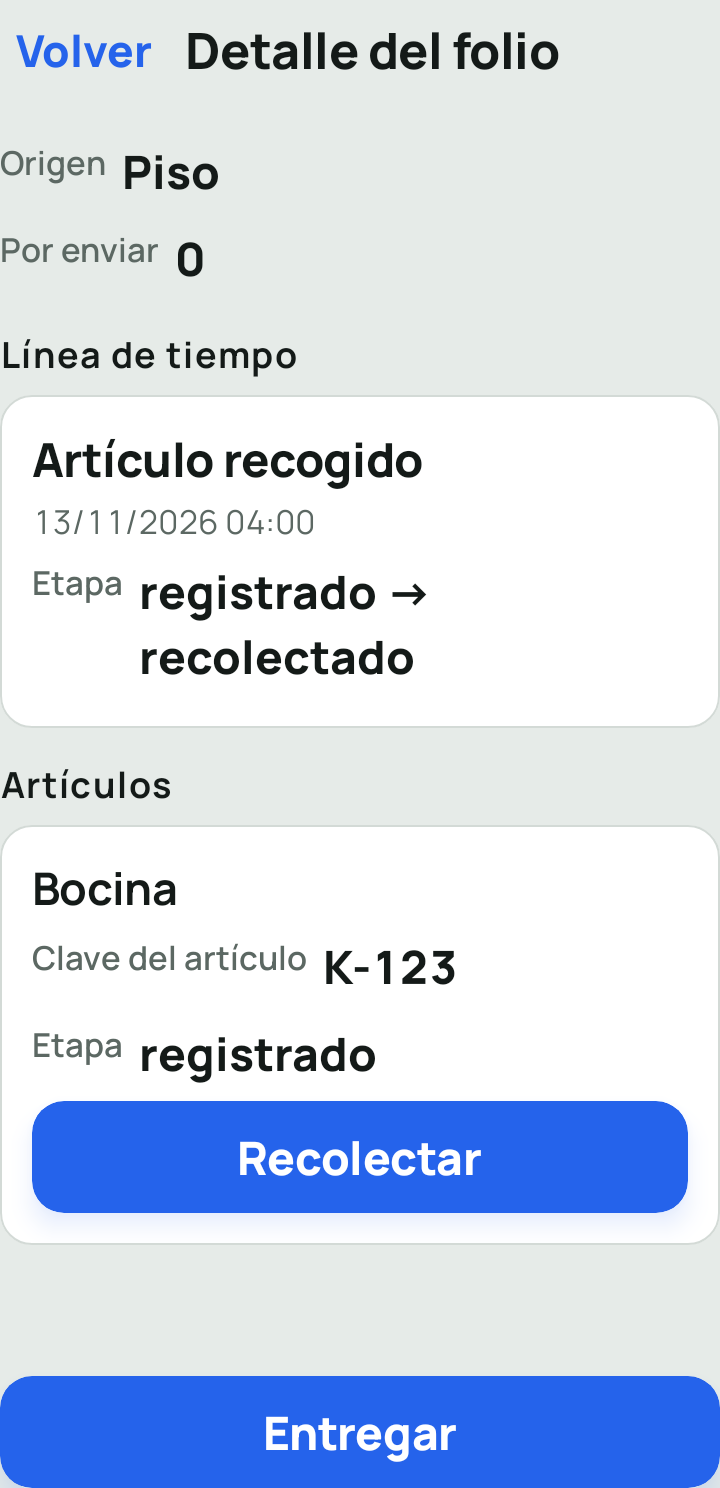 Volver Detalle del folio
Origen Piso
Por enviar 0
Línea de tiempo
Artículo recogido
13/11/2026 04:00
Etapa registrado →
recolectado
Artículos
Bocina
Clave del artículo K-123
Etapa registrado
Recolectar
Entregar